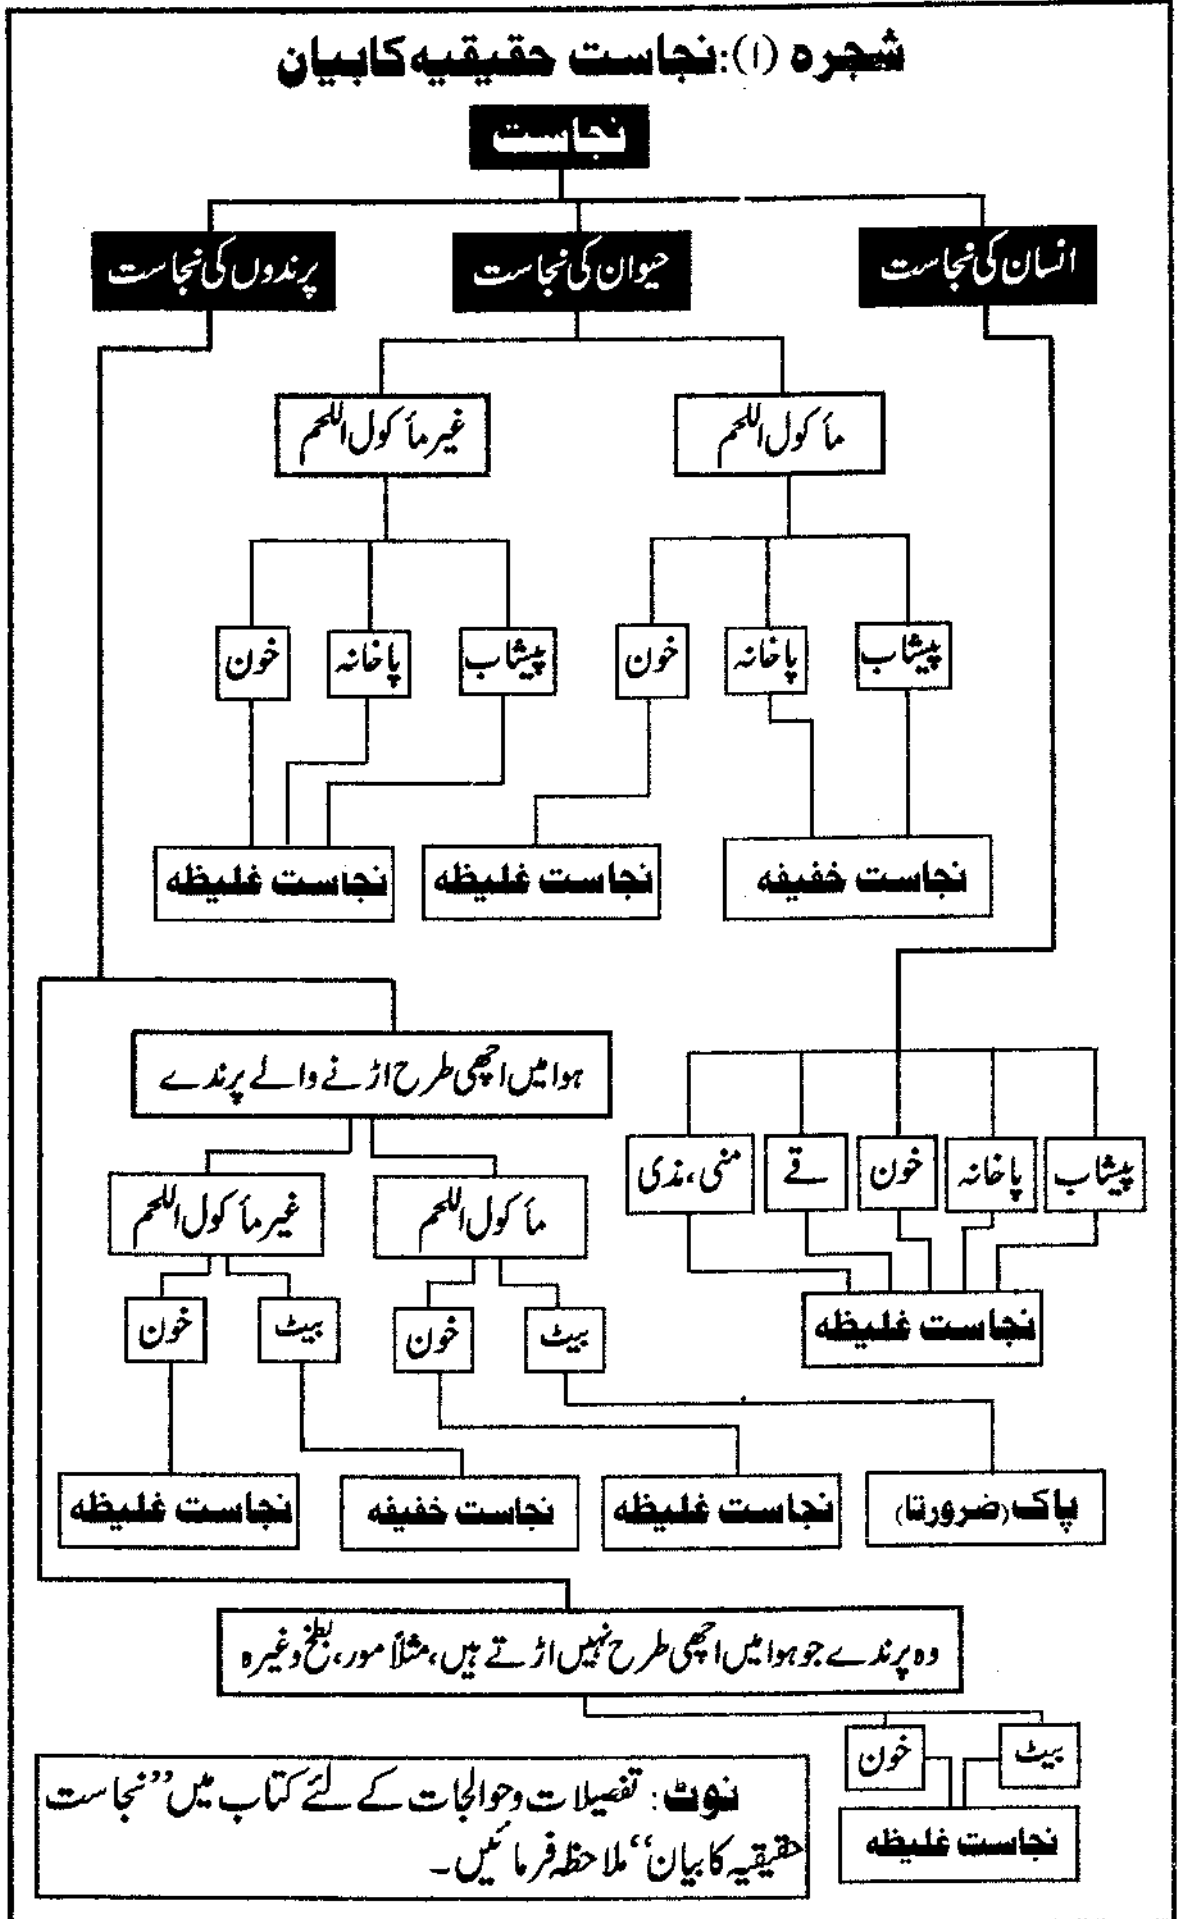 شجرہ (۱): نجاست حقیقیہ کا بیان
نجاست
انسان کی نجاست
حیوان کی نجاست
پرندوں کی نجاست
مأکول اللحم
غیر مأکول اللحم
پیشاب
پاخانہ
خون
پیشاب
پاخانہ
خون
نجاست خفیفہ
نجاست غلیظہ
نجاست غلیظہ
ہوا میں اچھی طرح اڑنے والے پرندے
پیشاب
پاخانہ
خون
قے
منی، مذی
مأکول اللحم
غیر مأکول اللحم
نجاست غلیظہ
بیٹ
خون
بیٹ
خون
پاک (ضرورتا)
نجاست غلیظہ
نجاست خفیفہ
نجاست غلیظہ
وہ پرندے جو ہوا میں اچھی طرح نہیں اڑتے ہیں، مثلاً مور، بطخ وغیرہ
بیٹ
خون
نجاست غلیظہ
نوٹ: تفصیلات وحوالجات کے لئے کتاب میں ”نجاست
حقیقیہ کا بیان“ ملاحظہ فرمائیں۔